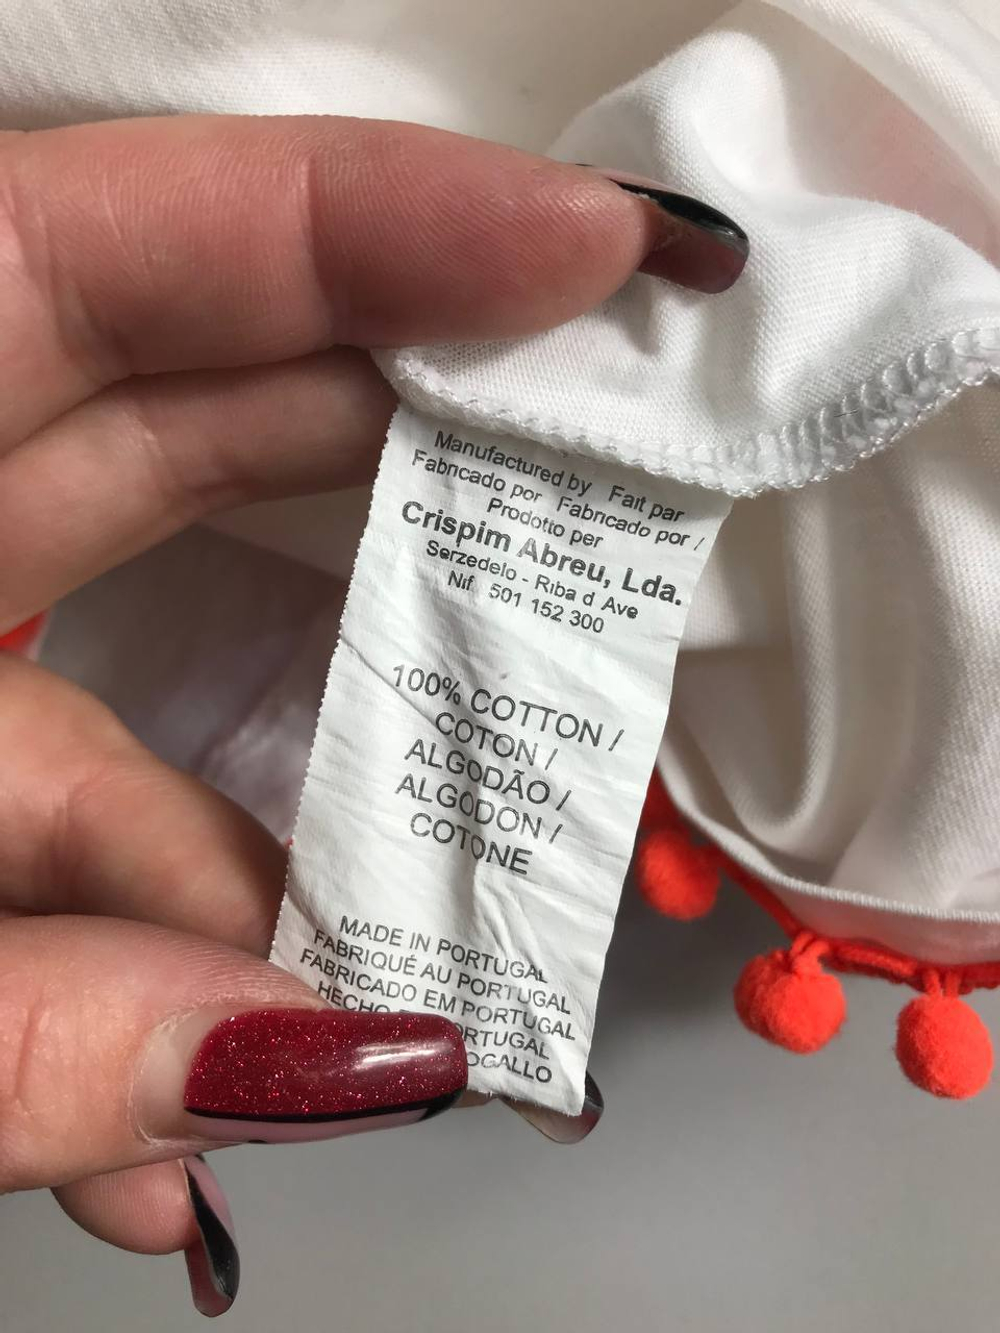 Manufactured by Fait par
Fabricado por Fabricado por /
Prodotto per
Crispim Abreu, Lda.
Serzedelo - Riba d Ave
Nif 501 152 300
100% COTTON /
COTON /
ALGODÃO /
ALGODON /
COTONE
MADE IN PORTUGAL
FABRIQUÉ AU PORTUGAL
FABRICADO EM PORTUGAL
HECHO